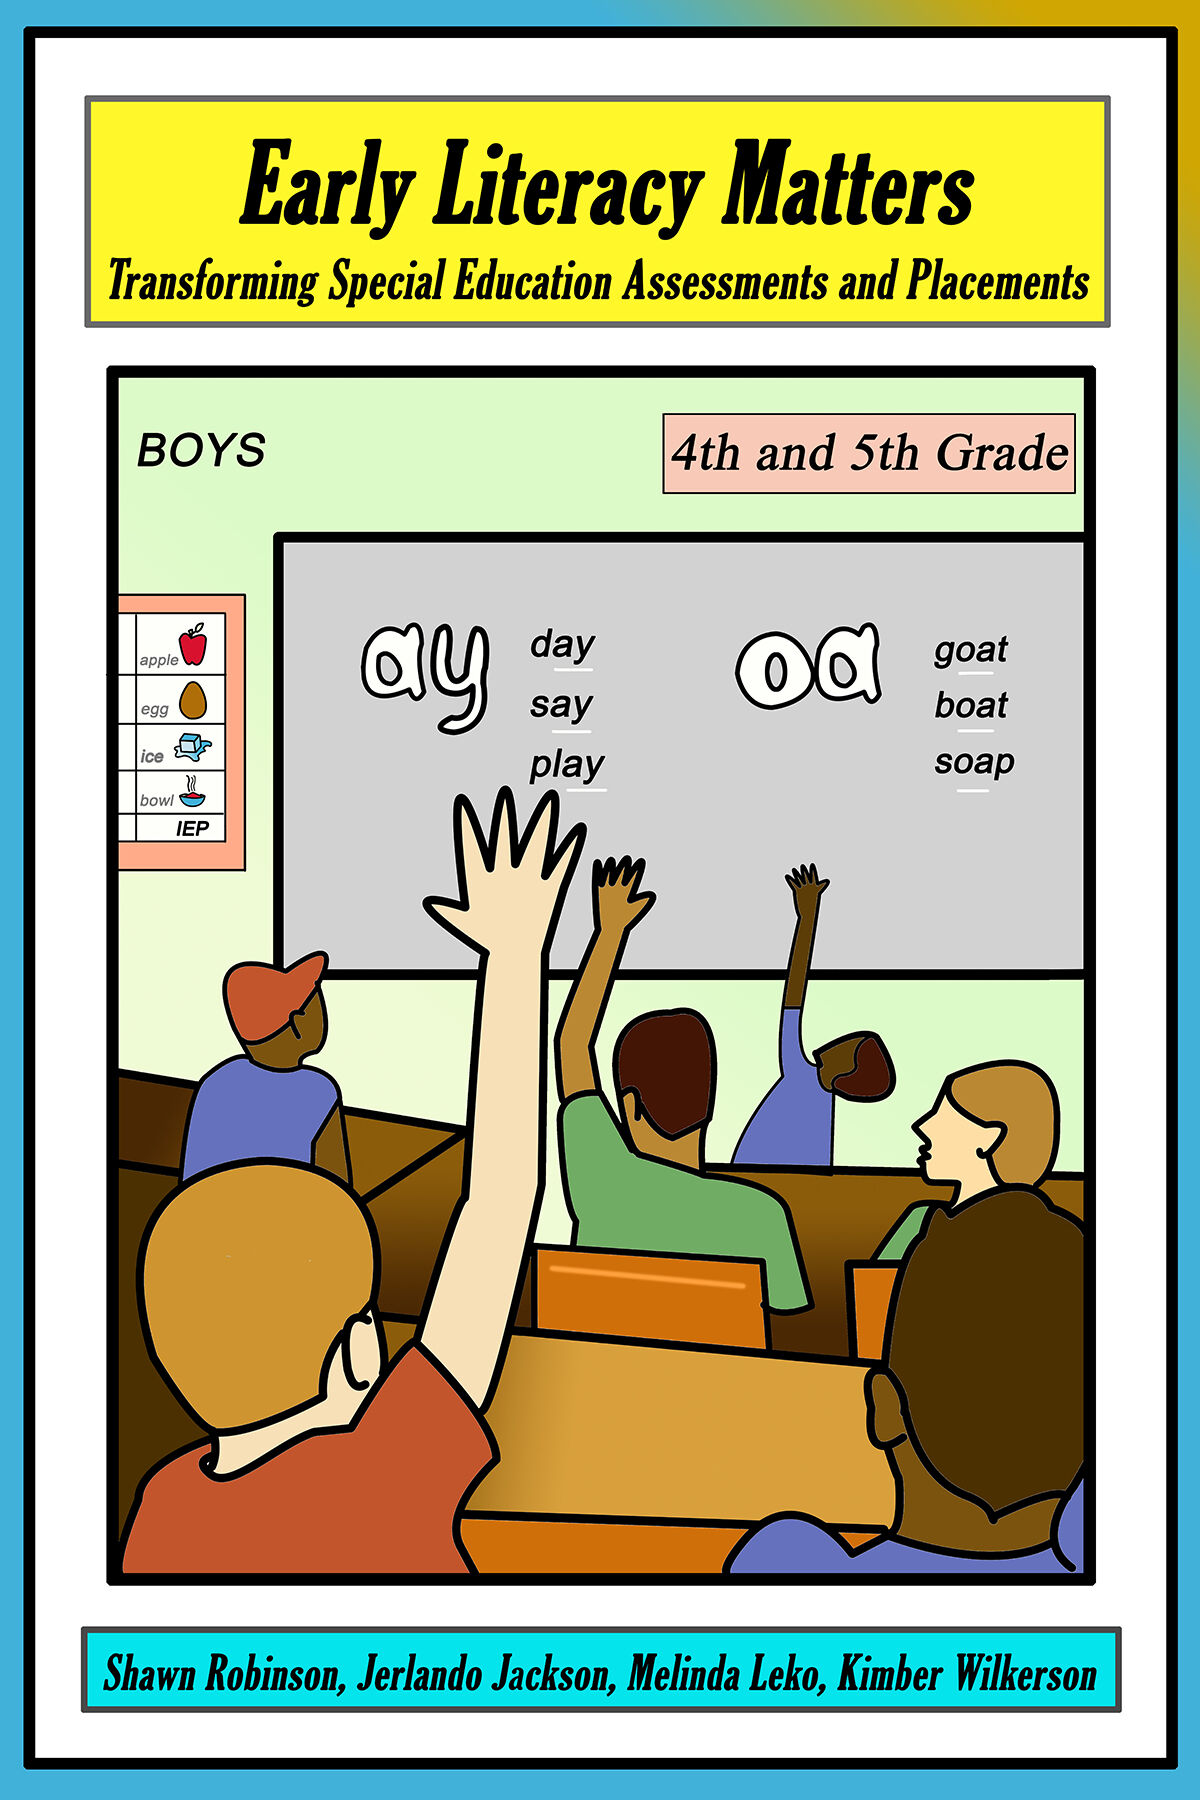 Early Literacy Matters
Transforming Special Education Assessments and Placements
BOYS
4th and 5th Grade
apple
egg
ice
bowl
IEP
ay
day
say
play
oa
goat
boat
soap
Shawn Robinson, Jerlando Jackson, Melinda Leko, Kimber Wilkerson